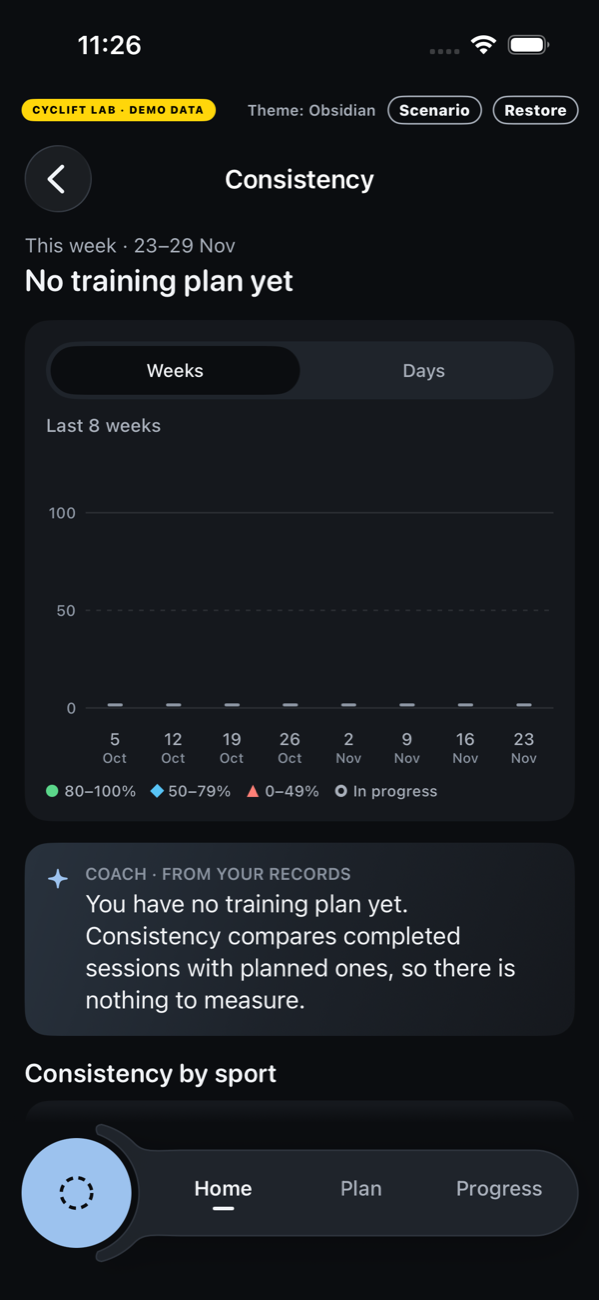 11:26
CYCLIFT LAB · DEMO DATA
Theme: Obsidian
Scenario
Restore
Consistency
This week · 23–29 Nov
No training plan yet
Weeks
Days
Last 8 weeks
100
50
0
5 12 19 26 2 9 16 23
Oct Oct Oct Oct Nov Nov Nov Nov
80–100% 50–79% 0–49% In progress
COACH · FROM YOUR RECORDS
You have no training plan yet.
Consistency compares completed
sessions with planned ones, so there is
nothing to measure.
Consistency by sport
Home
Plan
Progress